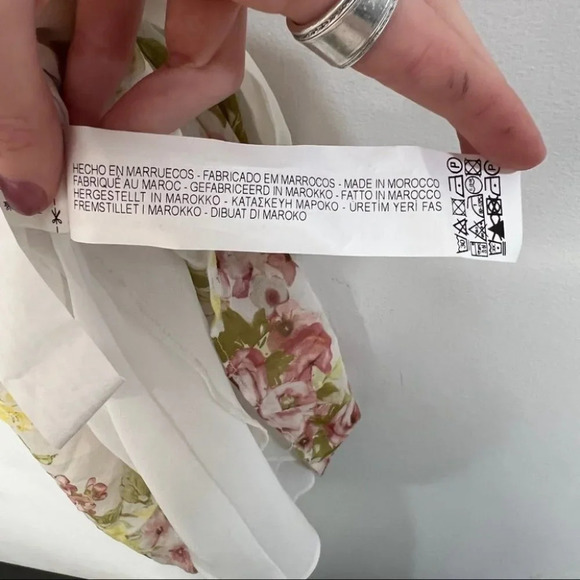 HECHO EN MARRUECOS - FABRICADO EM MARROCOS - MADE IN MOROCCO
FABRIQUÉ AU MAROC - GEFABRICEERD IN MAROKKO - FATTO IN MAROCCO
HERGESTELLT IN MAROKKO - ΚΑΤΑΣΚΕΥΗ ΜΑΡΟΚΟ - ÜRETİM YERİ FAS
FREMSTILLET I MAROKKO - DIBUAT DI MAROKO